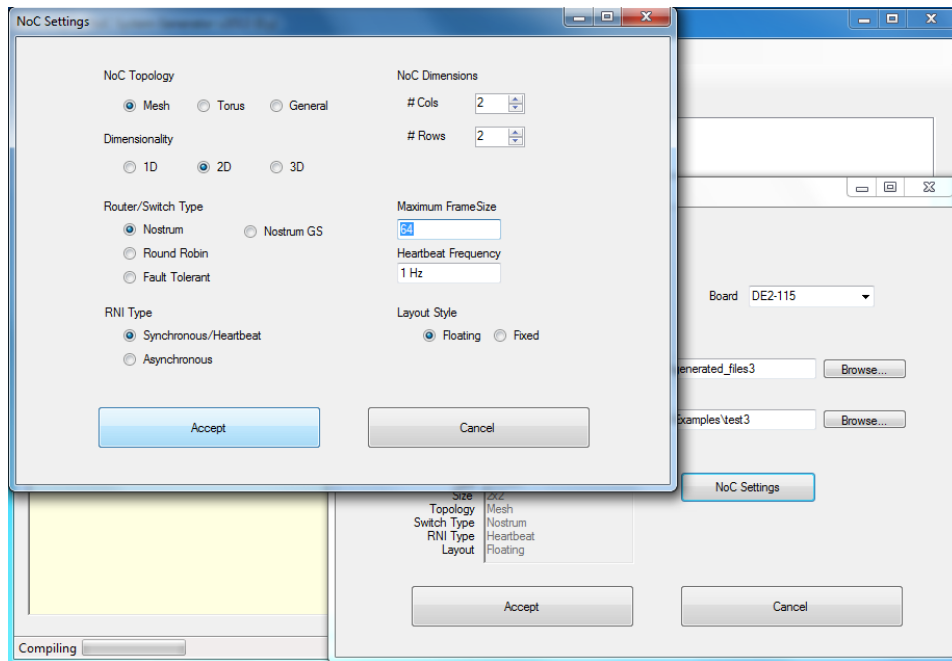 NoC Settings
NoC Topology
Mesh
Torus
General
Dimensionality
1D
2D
3D
Router/Switch Type
Nostrum
Nostrum GS
Round Robin
Fault Tolerant
RNI Type
Synchronous/Heartbeat
Asynchronous
NoC Dimensions
# Cols 2
# Rows 2
Maximum FrameSize
64
Heartbeat Frequency
1 Hz
Layout Style
Floating
Fixed
Accept
Cancel
Board DE2-115
generated_files3 Browse...
Examples\test3 Browse...
NoC Settings
Size 2x2
Topology Mesh
Switch Type Nostrum
RNI Type Heartbeat
Layout Floating
Accept
Cancel
Compiling